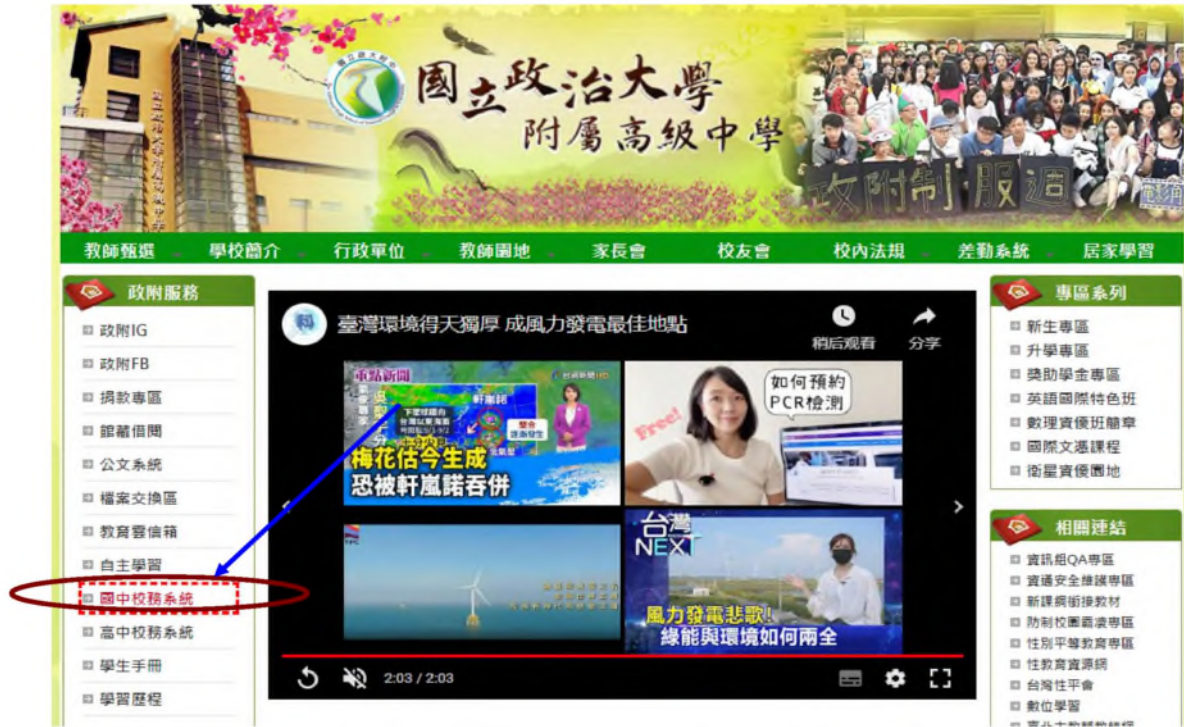 國立政治大學
附屬高級中學
政附制服週
教師甄選 學校簡介 行政單位 教師園地 家長會 校友會 校內法規 差勤系統 居家學習
政附服務
政附IG
政附FB
捐款專區
館藏借閱
公文系統
檔案交換區
教育雲信箱
自主學習
國中校務系統
高中校務系統
學生手冊
學習歷程
臺灣環境得天獨厚 成風力發電最佳地點
稍后观看
分享
重點新聞
軒嵐諾
梅花估今生成
恐被軒嵐諾吞併
如何預約
PCR檢測
Free!
台灣
NEXT
風力發電悲歌!
綠能與環境如何兩全
2:03 / 2:03
專區系列
新生專區
升學專區
獎助學金專區
英語國際特色班
數理資優班簡章
國際文憑課程
衛星資優園地
相關連結
資訊組QA專區
資通安全維護專區
新課綱銜接教材
防制校園霸凌專區
性別平等教育專區
性教育資源網
台灣性平會
數位學習